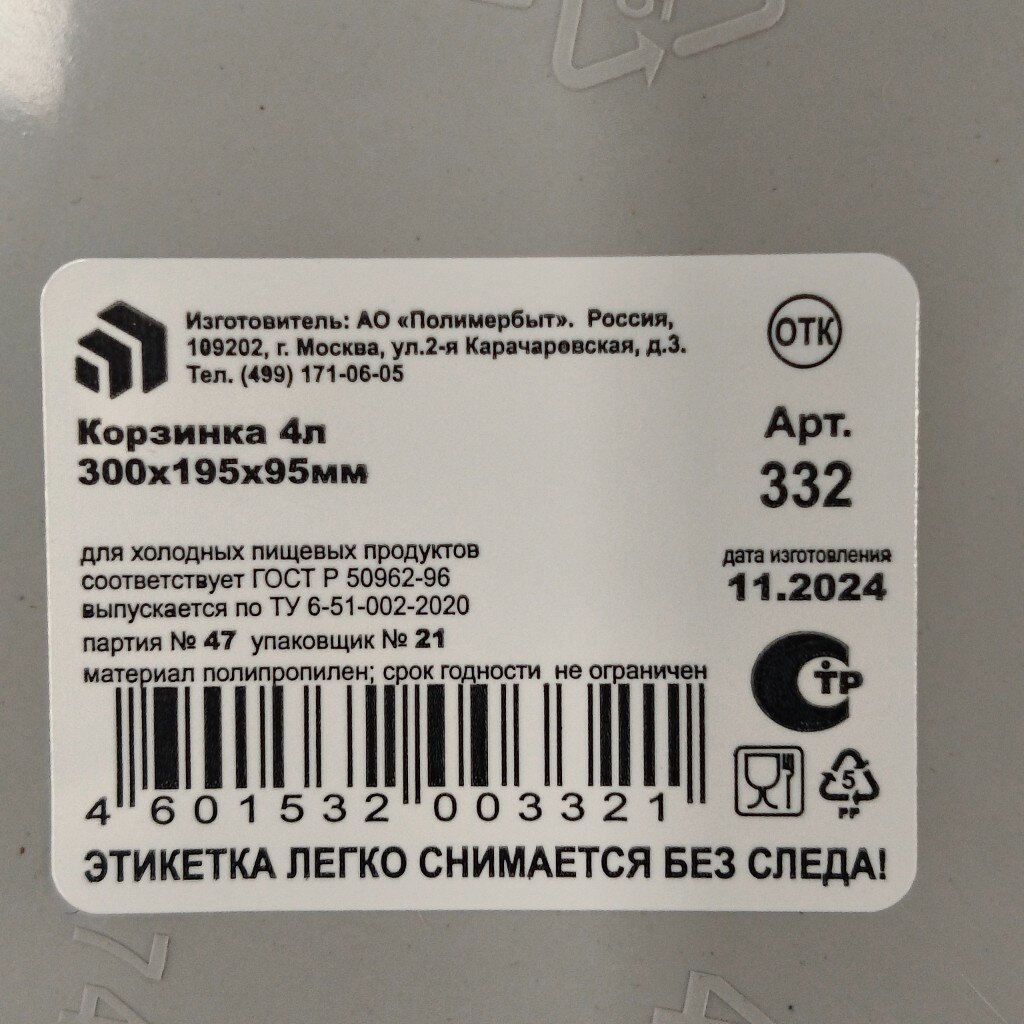 Изготовитель: АО «Полимербыт». Россия,
109202, г. Москва, ул.2-я Карачаровская, д.3.
Тел. (499) 171-06-05
ОТК
Корзинка 4л
300х195х95мм
Арт.
332
для холодных пищевых продуктов
соответствует ГОСТ Р 50962-96
выпускается по ТУ 6-51-002-2020
партия № 47 упаковщик № 21
материал полипропилен; срок годности не ограничен
дата изготовления
11.2024
СТР
5
PP
4 601532 003321
ЭТИКЕТКА ЛЕГКО СНИМАЕТСЯ БЕЗ СЛЕДА!